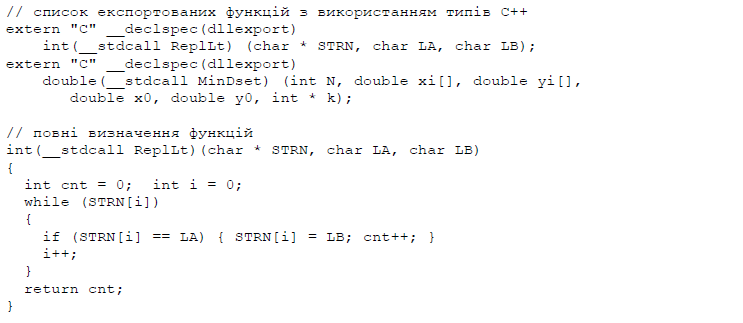 // список експортованих функцій з використанням типів C++
extern "C" __declspec(dllexport)
    int(__stdcall ReplLt) (char * STRN, char LA, char LB);
extern "C" __declspec(dllexport)
    double(__stdcall MinDset) (int N, double xi[], double yi[],
       double x0, double y0, int * k);

// повні визначення функцій
int(__stdcall ReplLt)(char * STRN, char LA, char LB)
{
  int cnt = 0;  int i = 0;
  while (STRN[i])
  {
    if (STRN[i] == LA) { STRN[i] = LB; cnt++; }
    i++;
  }
  return cnt;
}